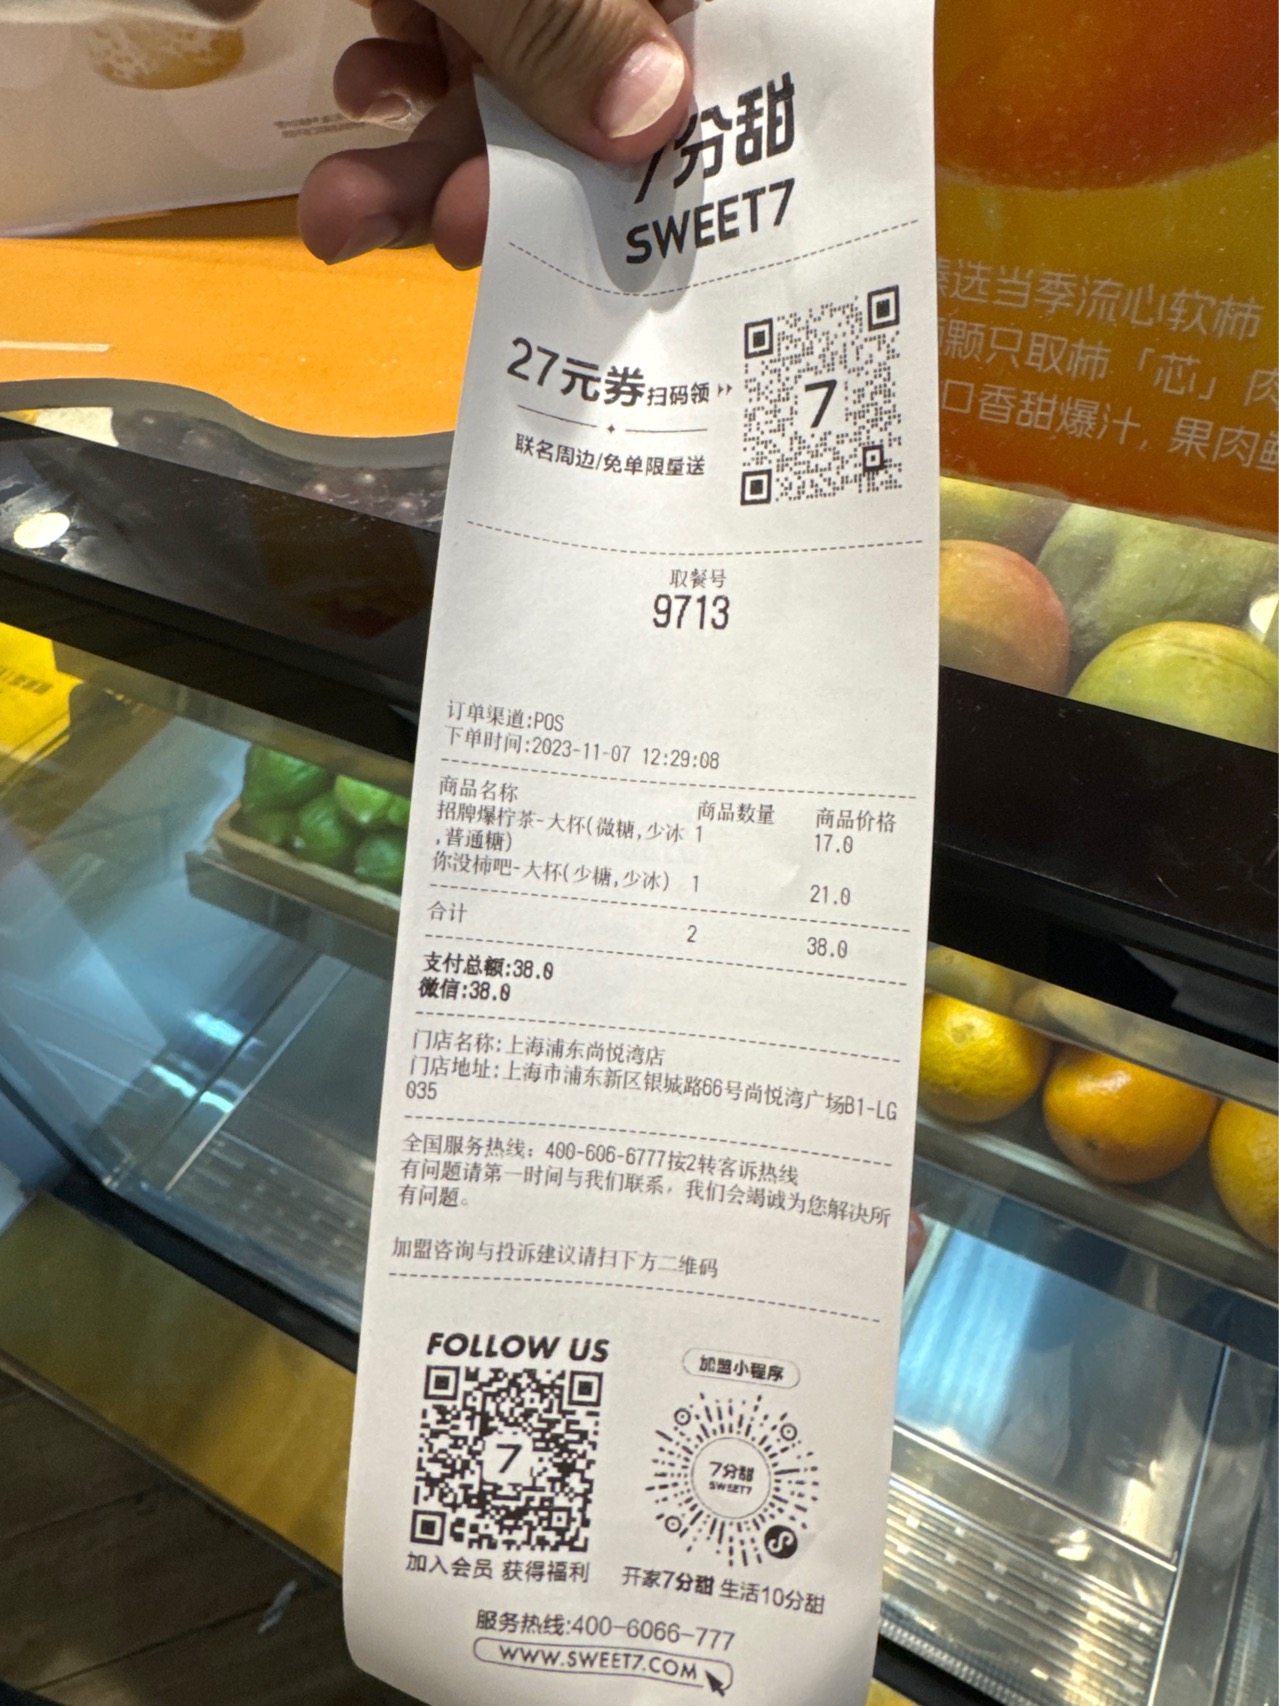 7分甜
SWEET7
27元券扫码领
联名周边/免单限量送
7
取餐号
9713
订单渠道:POS
下单时间:2023-11-07 12:29:08
商品名称 商品数量 商品价格
招牌爆柠茶-大杯(微糖,少冰 1 17.0
,普通糖)
你没柿吧-大杯(少糖,少冰) 1 21.0
合计 2 38.0
支付总额:38.0
微信:38.0
门店名称:上海浦东尚悦湾店
门店地址:上海市浦东新区银城路66号尚悦湾广场B1-LG
035
全国服务热线: 400-606-6777按2转客诉热线
有问题请第一时间与我们联系, 我们会竭诚为您解决所
有问题。
加盟咨询与投诉建议请扫下方二维码
FOLLOW US
7
加入会员 获得福利
加盟小程序
7分甜
SWEET7
开家7分甜 生活10分甜
服务热线:400-6066-777
WWW.SWEET7.COM
选当季流心软柿
颗只取柿「芯」肉
口香甜爆汁, 果肉